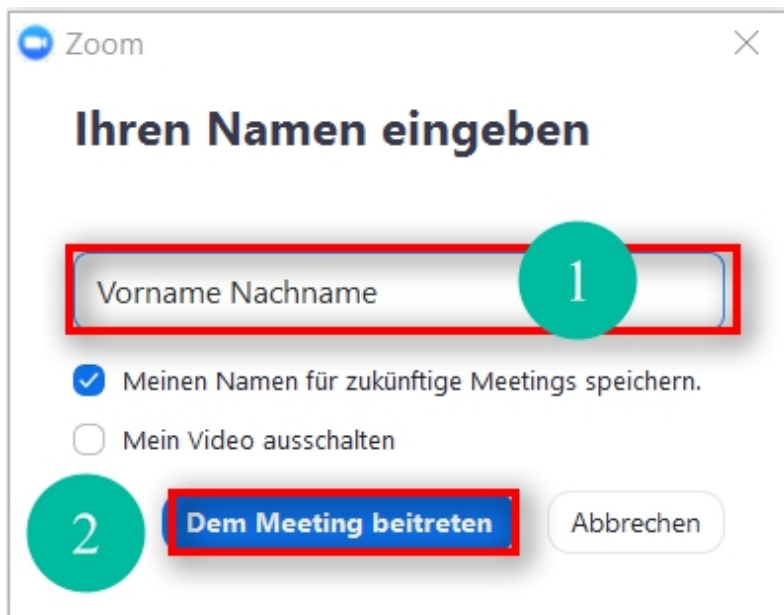 Zoom
Ihren Namen eingeben
Vorname Nachname
1
Meinen Namen für zukünftige Meetings speichern.
Mein Video ausschalten
2
Dem Meeting beitreten
Abbrechen